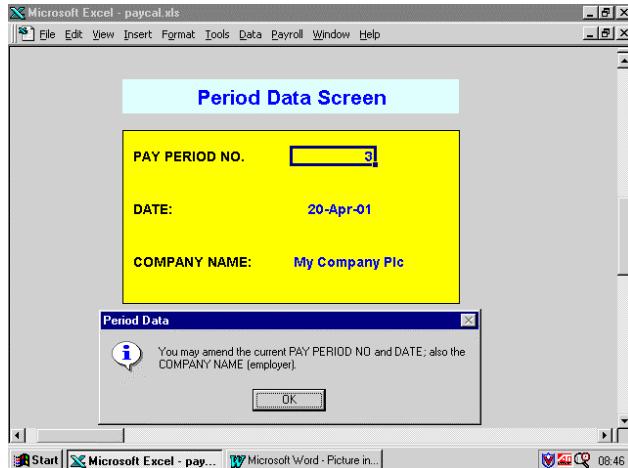 Microsoft Excel - paycal.xls
File Edit View Insert Format Tools Data Payroll Window Help
Period Data Screen
PAY PERIOD NO. 3
DATE: 20-Apr-01
COMPANY NAME: My Company Plc
Period Data
You may amend the current PAY PERIOD NO and DATE; also the
COMPANY NAME (employer).
OK
Start Microsoft Excel - pay... Microsoft Word - Picture in... 08:46